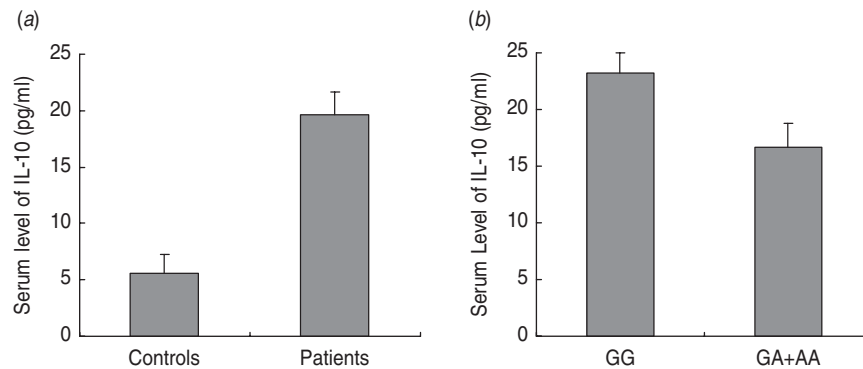 (a)
Serum level of IL-10 (pg/ml)
25
20
15
10
5
0
Controls
Patients
(b)
Serum Level of IL-10 (pg/ml)
25
20
15
10
5
0
GG
GA+AA